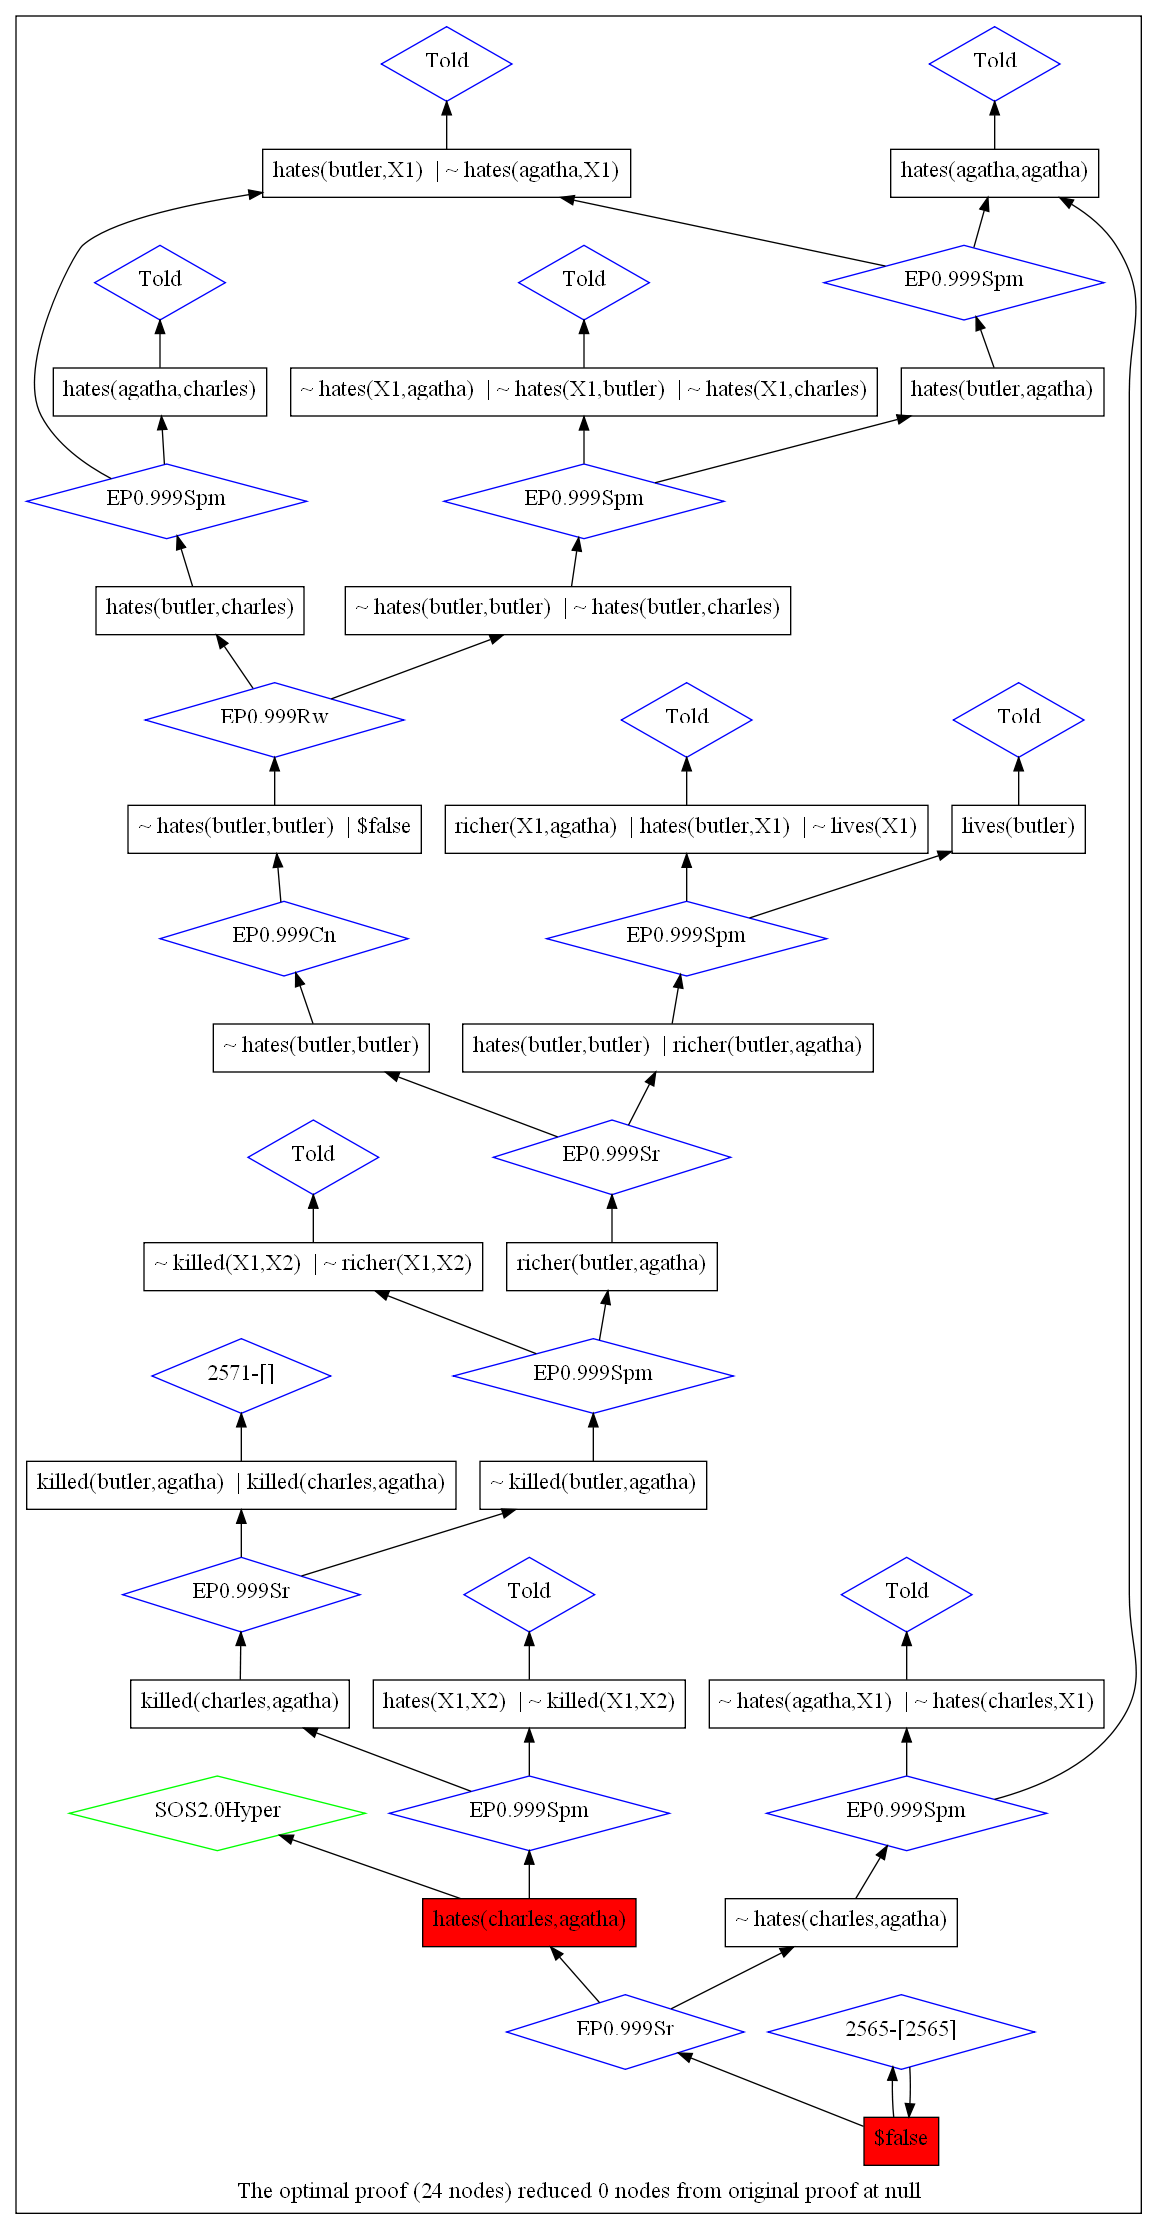 Told
Told
hates(butler,X1) | ~ hates(agatha,X1)
hates(agatha,agatha)
Told
Told
EP0.999Spm
hates(agatha,charles)
~ hates(X1,agatha) | ~ hates(X1,butler) | ~ hates(X1,charles)
hates(butler,agatha)
EP0.999Spm
EP0.999Spm
hates(butler,charles)
~ hates(butler,butler) | ~ hates(butler,charles)
EP0.999Rw
Told
Told
~ hates(butler,butler) | $false
richer(X1,agatha) | hates(butler,X1) | ~ lives(X1)
lives(butler)
EP0.999Cn
EP0.999Spm
~ hates(butler,butler)
hates(butler,butler) | richer(butler,agatha)
Told
EP0.999Sr
~ killed(X1,X2) | ~ richer(X1,X2)
richer(butler,agatha)
2571-[]
EP0.999Spm
killed(butler,agatha) | killed(charles,agatha)
~ killed(butler,agatha)
EP0.999Sr
Told
Told
killed(charles,agatha)
hates(X1,X2) | ~ killed(X1,X2)
~ hates(agatha,X1) | ~ hates(charles,X1)
SOS2.0Hyper
EP0.999Spm
EP0.999Spm
hates(charles,agatha)
~ hates(charles,agatha)
EP0.999Sr
2565-[2565]
$false
The optimal proof (24 nodes) reduced 0 nodes from original proof at null